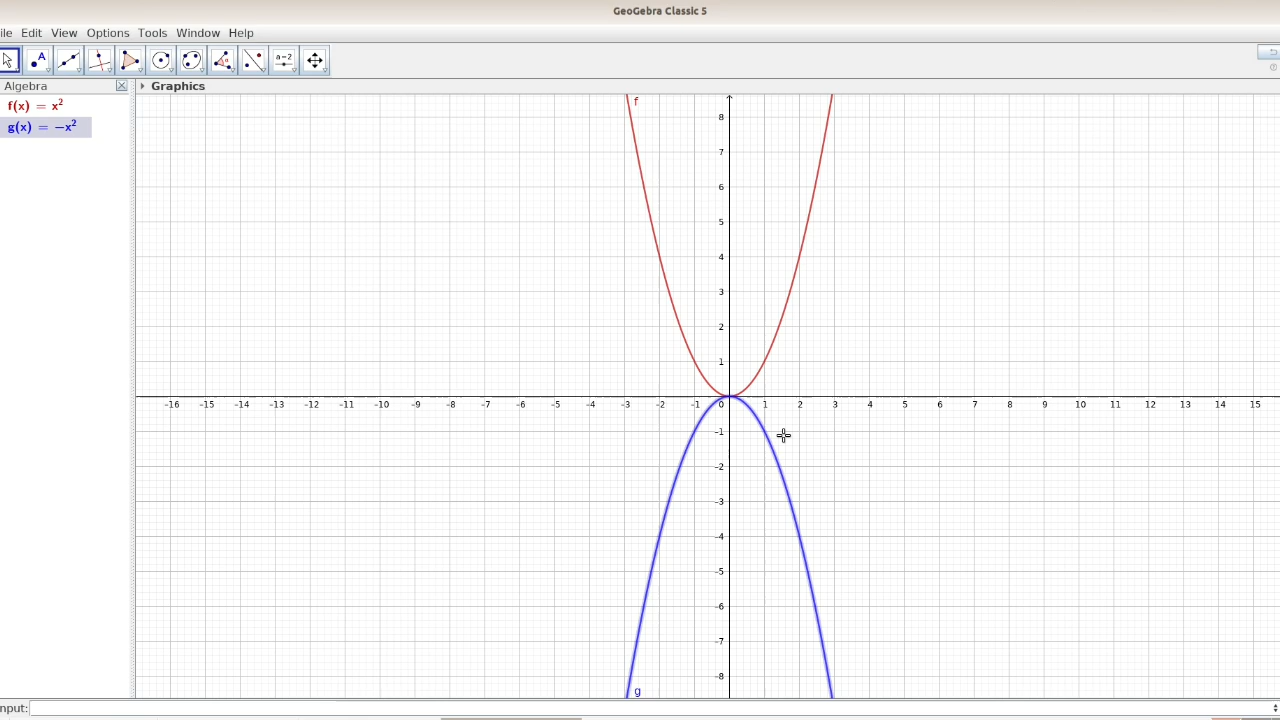 GeoGebra Classic 5
ile Edit View Options Tools Window Help
A
a=2
Algebra
Graphics
f(x) = x²
g(x) = −x²
f
8
7
6
5
4
3
2
1
-16 -15 -14 -13 -12 -11 -10 -9 -8 -7 -6 -5 -4 -3 -2 -1 0 1 2 3 4 5 6 7 8 9 10 11 12 13 14 15
-1
-2
-3
-4
-5
-6
-7
-8
g
nput: